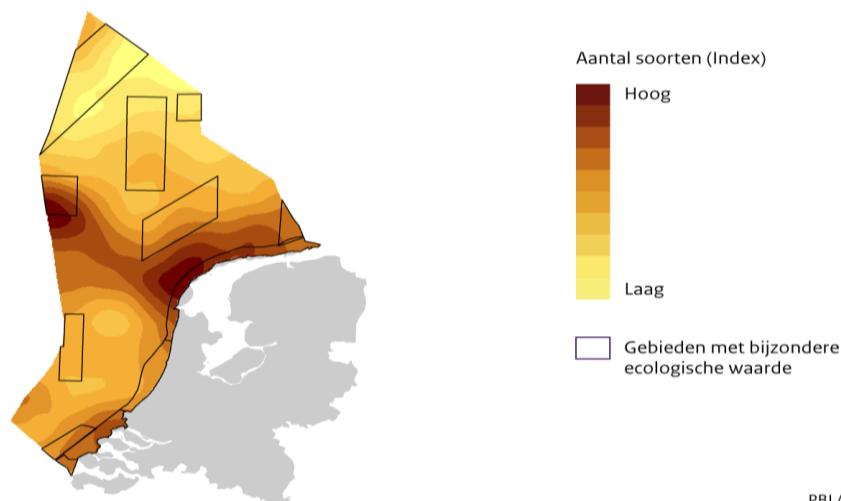 Aantal soorten (Index)
Hoog
Laag
Gebieden met bijzondere
ecologische waarde